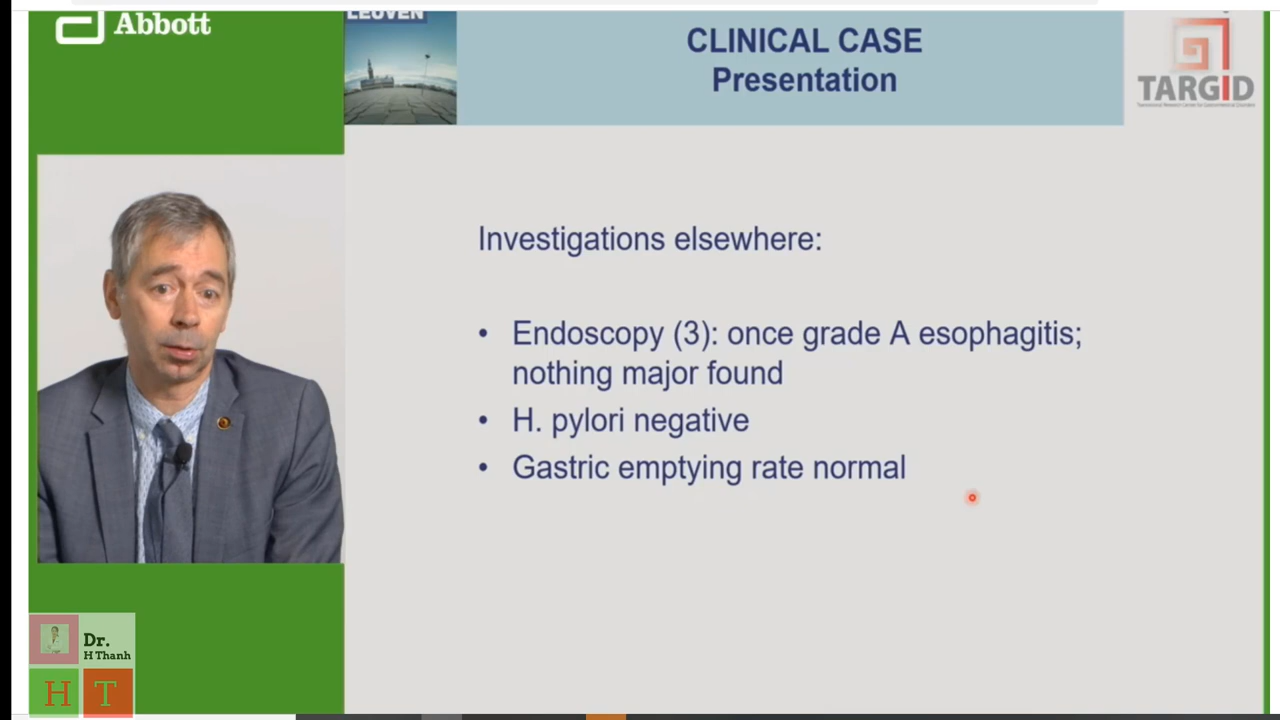 Abbott
LEUVEN
CLINICAL CASE
Presentation
TARGID
Investigations elsewhere:
• Endoscopy (3): once grade A esophagitis;
nothing major found
• H. pylori negative
• Gastric emptying rate normal
Dr.
H Thanh
H T